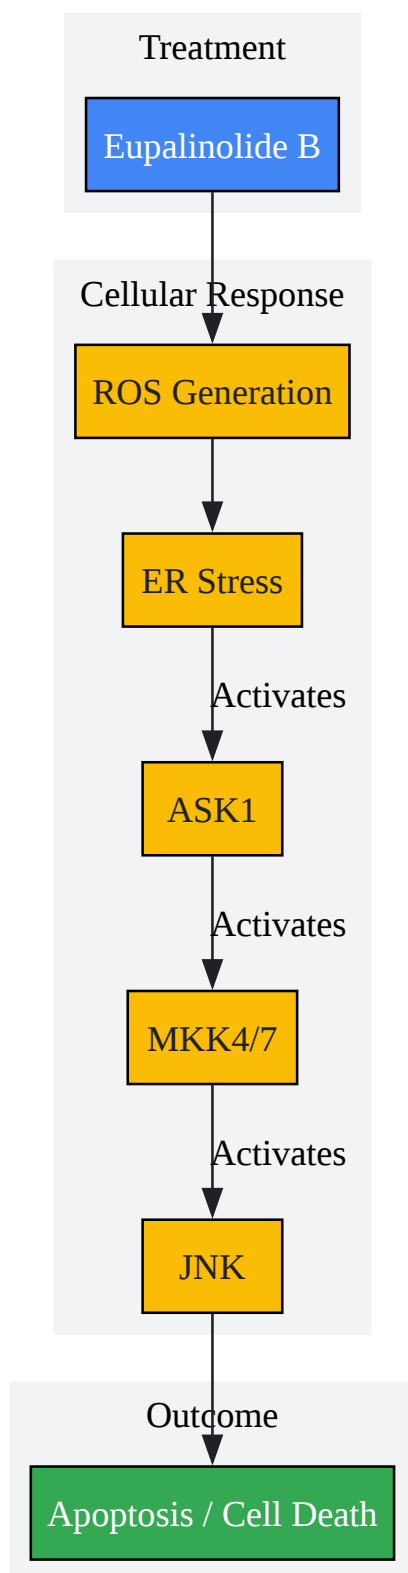 Treatment
Eupalinolide B
Cellular Response
ROS Generation
ER Stress
Activates
ASK1
Activates
MKK4/7
Activates
JNK
Outcome
Apoptosis / Cell Death